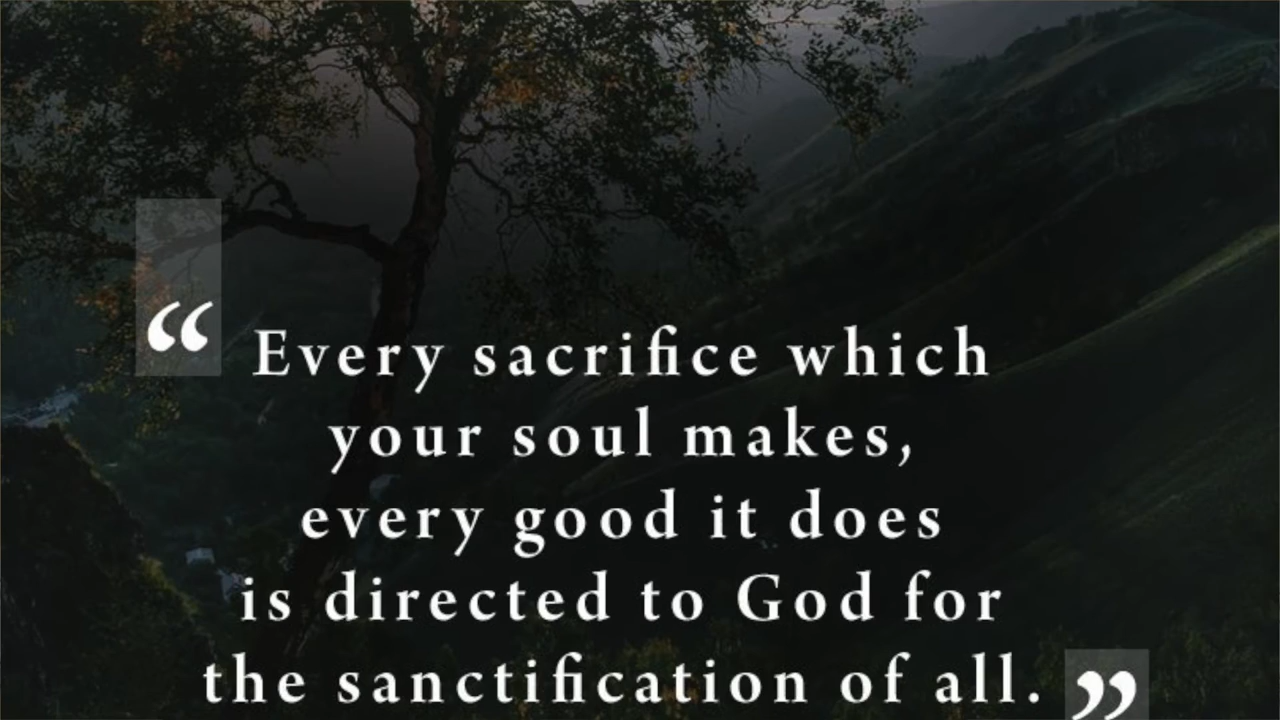 “ Every sacrifice which
your soul makes,
every good it does
is directed to God for
the sanctification of all. ”